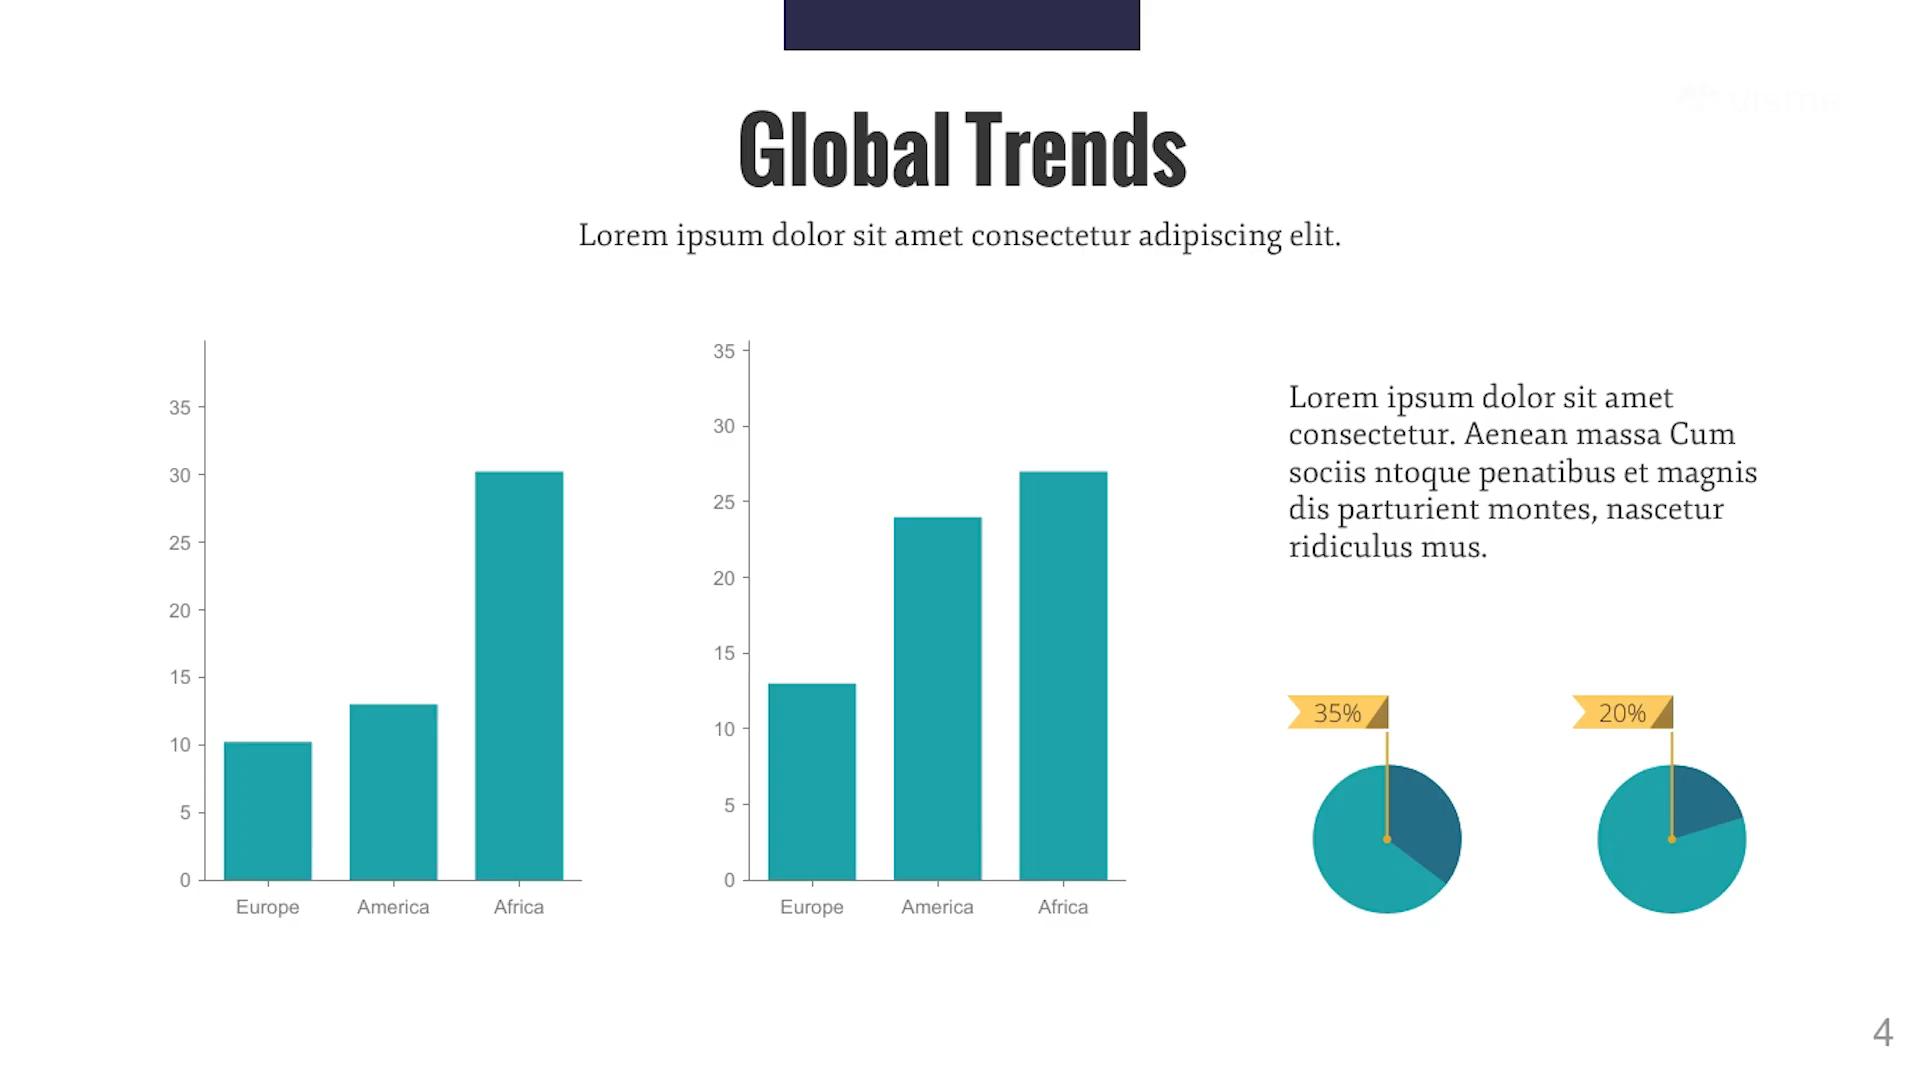 Global Trends
Lorem ipsum dolor sit amet consectetur adipiscing elit.
35
30
25
20
15
10
5
0
Europe America Africa
35
30
25
20
15
10
5
0
Europe America Africa
Lorem ipsum dolor sit amet
consectetur. Aenean massa Cum
sociis ntoque penatibus et magnis
dis parturient montes, nascetur
ridiculus mus.
35%
20%
4